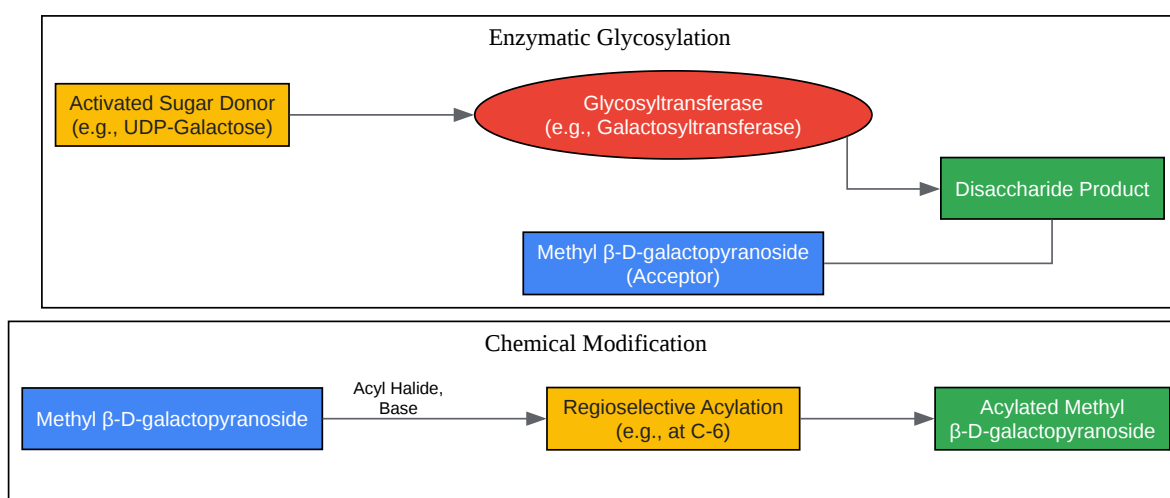 Enzymatic Glycosylation
Activated Sugar Donor
(e.g., UDP-Galactose)
Glycosyltransferase
(e.g., Galactosyltransferase)
Disaccharide Product
Methyl β-D-galactopyranoside
(Acceptor)
Chemical Modification
Methyl β-D-galactopyranoside
Acyl Halide,
Base
Regioselective Acylation
(e.g., at C-6)
Acylated Methyl
β-D-galactopyranoside